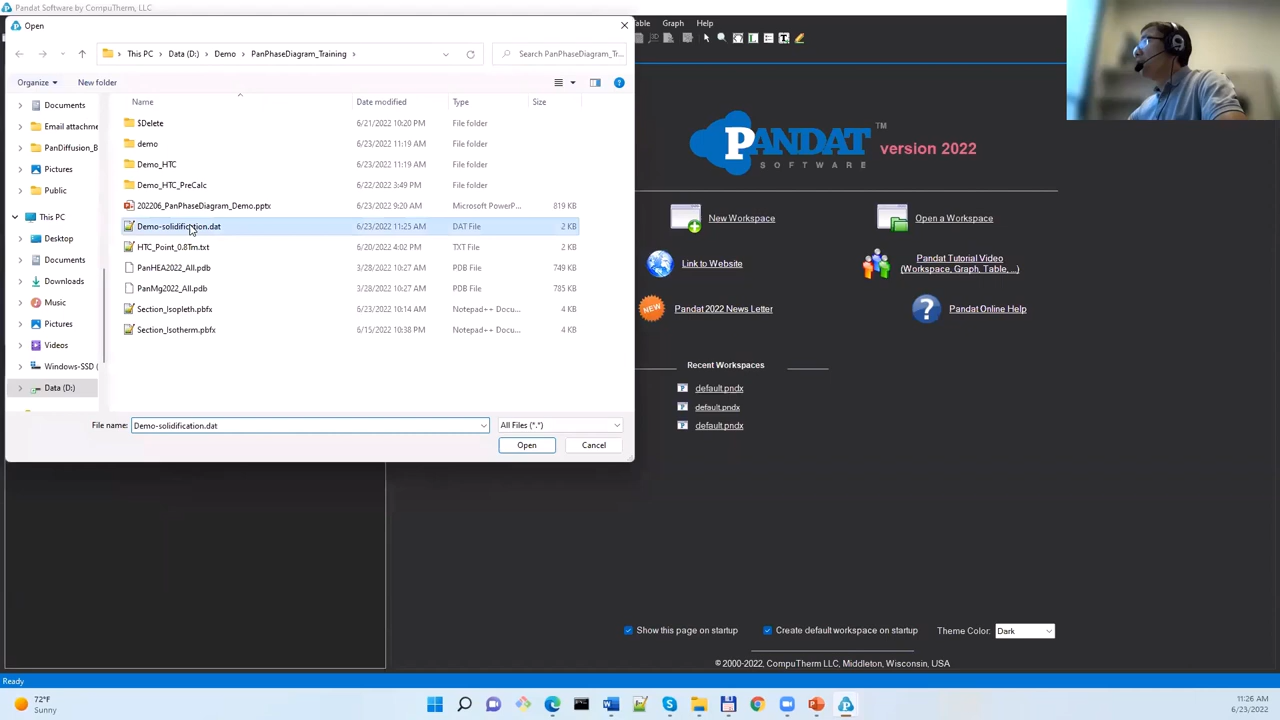 Pandat Software by CompuTherm, LLC
Open
Table Graph Help
This PC Data (D:) Demo PanPhaseDiagram_Training
Search PanPhaseDiagram_Tr...
Organize New folder
Name Date modified Type Size
Documents
Email attachme
PanDiffusion_B
Pictures
Public
This PC
Desktop
Documents
Downloads
Music
Pictures
Videos
Windows-SSD (
Data (D:)
$Delete 6/21/2022 10:20 PM File folder
demo 6/23/2022 11:19 AM File folder
Demo_HTC 6/23/2022 11:19 AM File folder
Demo_HTC_PreCalc 6/22/2022 3:49 PM File folder
202206_PanPhaseDiagram_Demo.pptx 6/23/2022 9:20 AM Microsoft PowerP... 819 KB
Demo-solidification.dat 6/23/2022 11:25 AM DAT File 2 KB
HTC_Point_0.8Tm.txt 6/20/2022 4:02 PM TXT File 2 KB
PanHEA2022_All.pdb 3/28/2022 10:27 AM PDB File 749 KB
PanMg2022_All.pdb 3/28/2022 10:27 AM PDB File 785 KB
Section_Isopleth.pbfx 6/23/2022 10:14 AM Notepad++ Docu... 4 KB
Section_Isotherm.pbfx 6/15/2022 10:38 PM Notepad++ Docu... 4 KB
File name: Demo-solidification.dat All Files (*.*)
Open Cancel
PANDAT™
SOFTWARE
version 2022
New Workspace
Open a Workspace
Link to Website
Pandat Tutorial Video
(Workspace, Graph, Table, ...)
NEW
Pandat 2022 News Letter
Pandat Online Help
Recent Workspaces
default.pndx
default.pndx
default.pndx
Show this page on startup Create default workspace on startup Theme Color: Dark
© 2000-2022, CompuTherm LLC, Middleton, Wisconsin, USA
Ready
72°F
Sunny
11:26 AM
6/23/2022